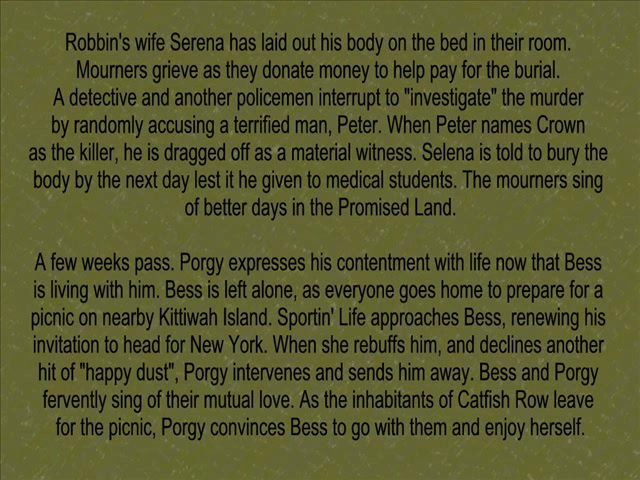 Robbin's wife Serena has laid out his body on the bed in their room.
Mourners grieve as they donate money to help pay for the burial.
A detective and another policemen interrupt to "investigate" the murder
by randomly accusing a terrified man, Peter. When Peter names Crown
as the killer, he is dragged off as a material witness. Selena is told to bury the
body by the next day lest it he given to medical students. The mourners sing
of better days in the Promised Land.
A few weeks pass. Porgy expresses his contentment with life now that Bess
is living with him. Bess is left alone, as everyone goes home to prepare for a
picnic on nearby Kittiwah Island. Sportin' Life approaches Bess, renewing his
invitation to head for New York. When she rebuffs him, and declines another
hit of "happy dust", Porgy intervenes and sends him away. Bess and Porgy
fervently sing of their mutual love. As the inhabitants of Catfish Row leave
for the picnic, Porgy convinces Bess to go with them and enjoy herself.